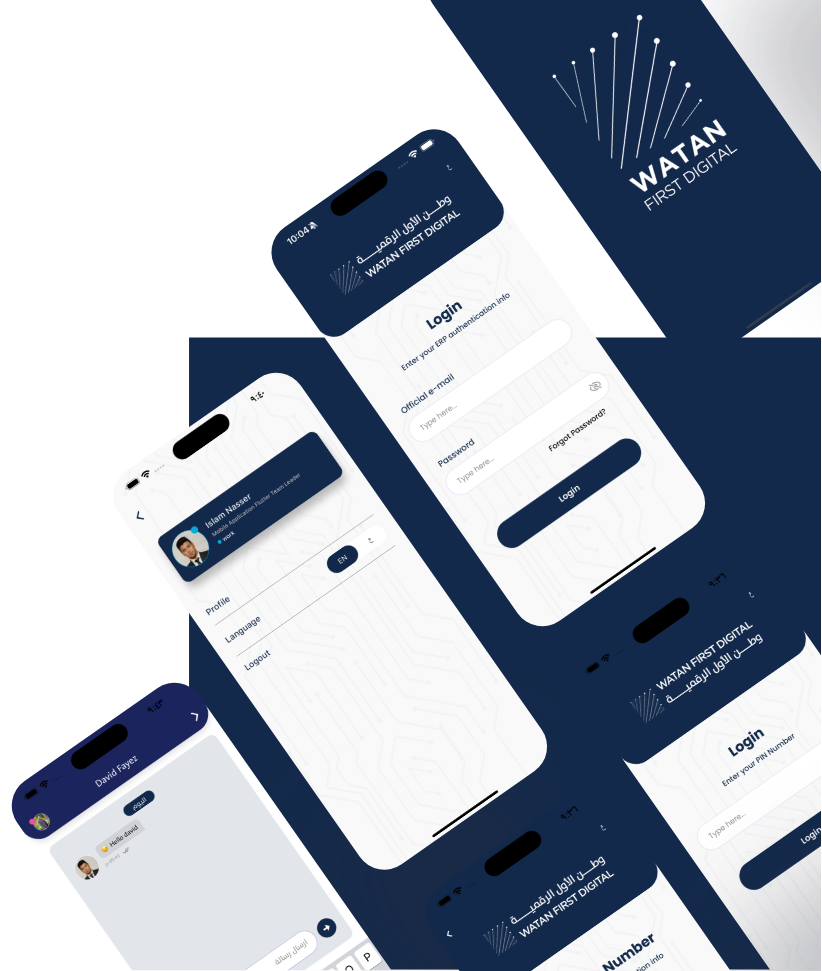 WATAN
FIRST DIGITAL
10:04
ع
وطـــن الأول الرقميـــة
WATAN FIRST DIGITAL
Login
Enter your ERP authentication info
Official e-mail
Type here...
Password
Type here...
Forgot Password?
Login
٩:٤٠
Islam Nasser
Mobile Application Flutter Team Leader
work
Profile
Language
EN
ع
Logout
٩:٤٣
David Fayez
اليوم
Hello david
إرسال رسالة
O
P
٩:٣٦
ع
WATAN FIRST DIGITAL
وطـــن الأول الرقميـــة
Login
Enter your PIN Number
Type here...
Login
٩:٣٦
ع
وطـــن الأول الرقميـــة
WATAN FIRST DIGITAL
Number
ation info